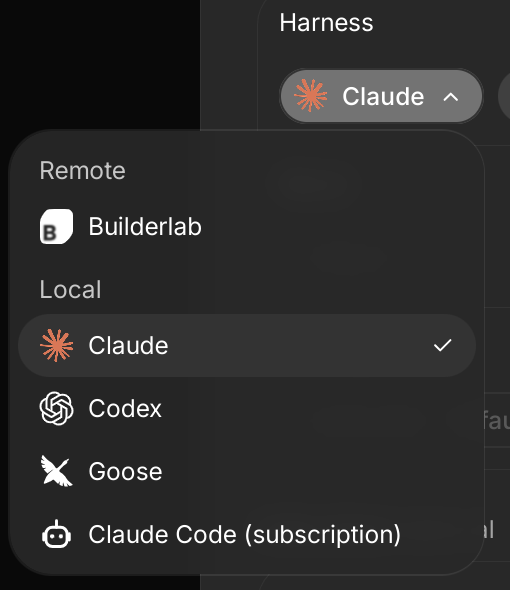 Harness
Claude
Remote
B Builderlab
Local
Claude
Codex
Goose
Claude Code (subscription)